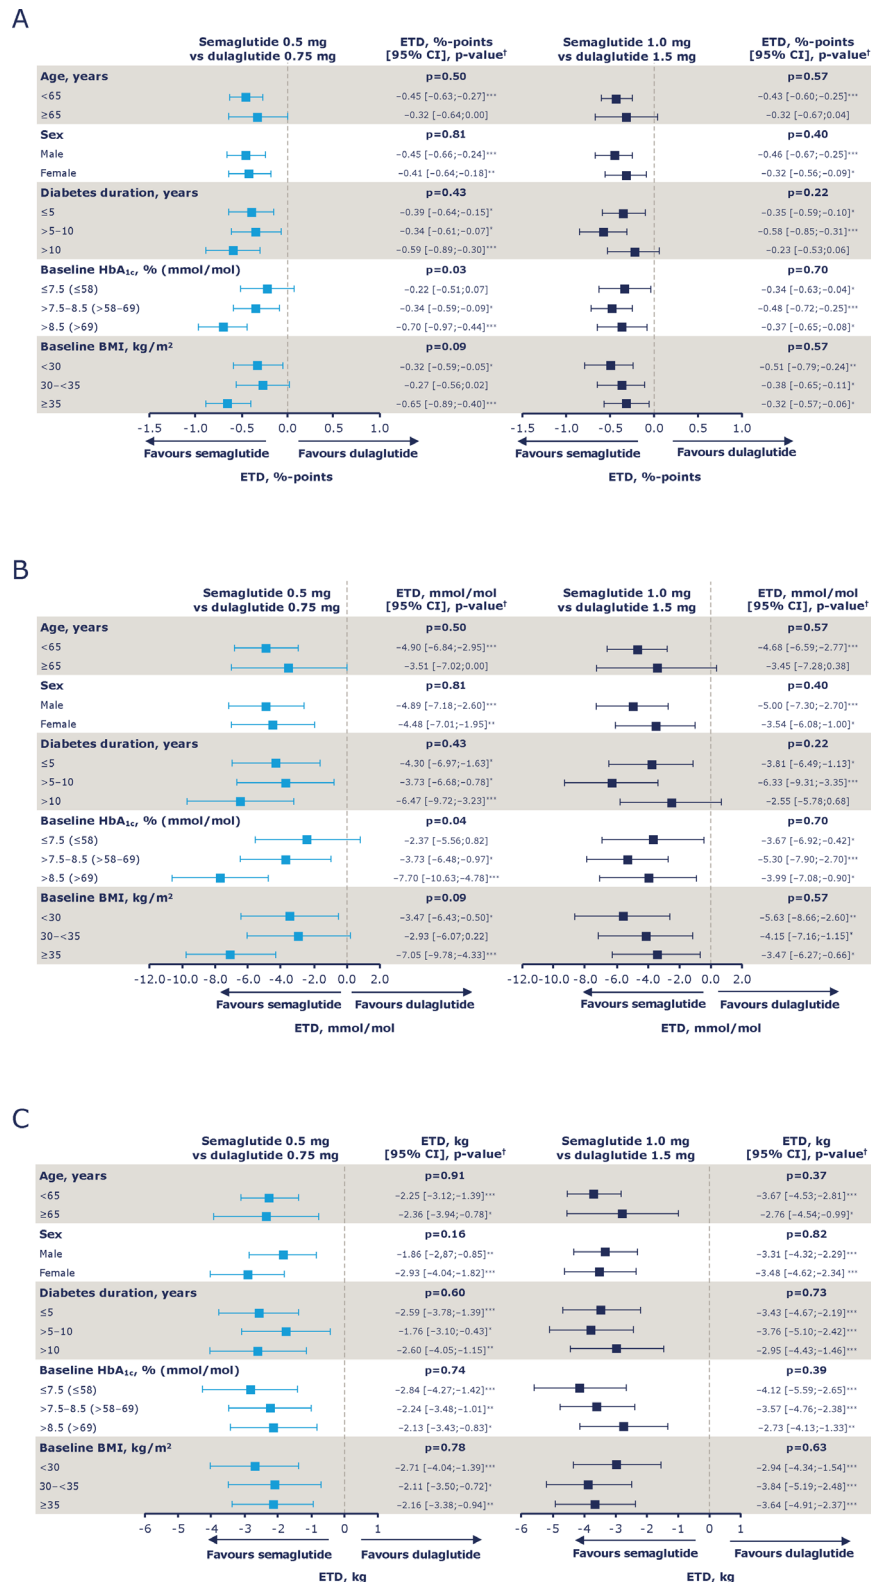 A
Semaglutide 0.5 mg vs dulaglutide 0.75 mg ETD, %-points [95% CI], p-value† Semaglutide 1.0 mg vs dulaglutide 1.5 mg ETD, %-points [95% CI], p-value†
Age, years p=0.50 p=0.57
<65 −0.45 [−0.63;−0.27]*** −0.43 [−0.60;−0.25]***
≥65 −0.32 [−0.64;0.00] −0.32 [−0.67;0.04]
Sex p=0.81 p=0.40
Male −0.45 [−0.66;−0.24]*** −0.46 [−0.67;−0.25]***
Female −0.41 [−0.64;−0.18]** −0.32 [−0.56;−0.09]*
Diabetes duration, years p=0.43 p=0.22
≤5 −0.39 [−0.64;−0.15]* −0.35 [−0.59;−0.10]*
>5–10 −0.34 [−0.61;−0.07]* −0.58 [−0.85;−0.31]***
>10 −0.59 [−0.89;−0.30]*** −0.23 [−0.53;0.06]
Baseline HbA1c, % (mmol/mol) p=0.03 p=0.70
≤7.5 (≤58) −0.22 [−0.51;0.07] −0.34 [−0.63;−0.04]*
>7.5–8.5 (>58–69) −0.34 [−0.59;−0.09]* −0.48 [−0.72;−0.25]***
>8.5 (>69) −0.70 [−0.97;−0.44]*** −0.37 [−0.65;−0.08]*
Baseline BMI, kg/m² p=0.09 p=0.57
<30 −0.32 [−0.59;−0.05]* −0.51 [−0.79;−0.24]**
30–<35 −0.27 [−0.56;0.02] −0.38 [−0.65;−0.11]*
≥35 −0.65 [−0.89;−0.40]*** −0.32 [−0.57;−0.06]*
-1.5 -1.0 -0.5 0.0 0.5 1.0 -1.5 -1.0 -0.5 0.0 0.5 1.0
Favours semaglutide Favours dulaglutide Favours semaglutide Favours dulaglutide
ETD, %-points ETD, %-points
B
Semaglutide 0.5 mg vs dulaglutide 0.75 mg ETD, mmol/mol [95% CI], p-value† Semaglutide 1.0 mg vs dulaglutide 1.5 mg ETD, mmol/mol [95% CI], p-value†
Age, years p=0.50 p=0.57
<65 −4.90 [−6.84;−2.95]*** −4.68 [−6.59;−2.77]***
≥65 −3.51 [−7.02;0.00] −3.45 [−7.28;0.38]
Sex p=0.81 p=0.40
Male −4.89 [−7.18;−2.60]*** −5.00 [−7.30;−2.70]***
Female −4.48 [−7.01;−1.95]** −3.54 [−6.08;−1.00]*
Diabetes duration, years p=0.43 p=0.22
≤5 −4.30 [−6.97;−1.63]* −3.81 [−6.49;−1.13]*
>5–10 −3.73 [−6.68;−0.78]* −6.33 [−9.31;−3.35]***
>10 −6.47 [−9.72;−3.23]*** −2.55 [−5.78;0.68]
Baseline HbA1c, % (mmol/mol) p=0.04 p=0.70
≤7.5 (≤58) −2.37 [−5.56;0.82] −3.67 [−6.92;−0.42]*
>7.5–8.5 (>58–69) −3.73 [−6.48;−0.97]* −5.30 [−7.90;−2.70]***
>8.5 (>69) −7.70 [−10.63;−4.78]*** −3.99 [−7.08;−0.90]*
Baseline BMI, kg/m² p=0.09 p=0.57
<30 −3.47 [−6.43;−0.50]* −5.63 [−8.66;−2.60]**
30–<35 −2.93 [−6.07;0.22] −4.15 [−7.16;−1.15]*
≥35 −7.05 [−9.78;−4.33]*** −3.47 [−6.27;−0.66]*
-12.0 -10.0 -8.0 -6.0 -4.0 -2.0 0.0 2.0 -12.0 -10.0 -8.0 -6.0 -4.0 -2.0 0.0 2.0
Favours semaglutide Favours dulaglutide Favours semaglutide Favours dulaglutide
ETD, mmol/mol ETD, mmol/mol
C
Semaglutide 0.5 mg vs dulaglutide 0.75 mg ETD, kg [95% CI], p-value† Semaglutide 1.0 mg vs dulaglutide 1.5 mg ETD, kg [95% CI], p-value†
Age, years p=0.91 p=0.37
<65 −2.25 [−3.12;−1.39]*** −3.67 [−4.53;−2.81]***
≥65 −2.36 [−3.94;−0.78]* −2.76 [−4.54;−0.99]*
Sex p=0.16 p=0.82
Male −1.86 [−2,87;−0.85]** −3.31 [−4.32;−2.29]***
Female −2.93 [−4.04;−1.82]*** −3.48 [−4.62;−2.34] ***
Diabetes duration, years p=0.60 p=0.73
≤5 −2.59 [−3.78;−1.39]*** −3.43 [−4.67;−2.19]***
>5–10 −1.76 [−3.10;−0.43]* −3.76 [−5.10;−2.42]***
>10 −2.60 [−4.05;−1.15]** −2.95 [−4.43;−1.46]***
Baseline HbA1c, % (mmol/mol) p=0.74 p=0.39
≤7.5 (≤58) −2.84 [−4.27;−1.42]*** −4.12 [−5.59;−2.65]***
>7.5–8.5 (>58–69) −2.24 [−3.48;−1.01]** −3.57 [−4.76;−2.38]***
>8.5 (>69) −2.13 [−3.43;−0.83]* −2.73 [−4.13;−1.33]**
Baseline BMI, kg/m² p=0.78 p=0.63
<30 −2.71 [−4.04;−1.39]*** −2.94 [−4.34;−1.54]***
30–<35 −2.11 [−3.50;−0.72]* −3.84 [−5.19;−2.48]***
≥35 −2.16 [−3.38;−0.94]** −3.64 [−4.91;−2.37]***
-6 -5 -4 -3 -2 -1 0 1 -6 -5 -4 -3 -2 -1 0 1
Favours semaglutide Favours dulaglutide Favours semaglutide Favours dulaglutide
ETD, kg ETD, kg